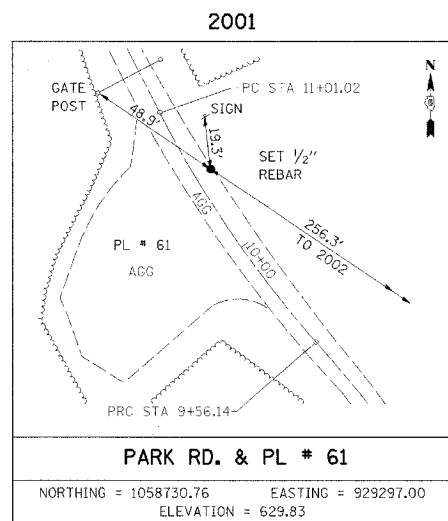 2001
GATE
POST
PC STA 11+01.02
N
48.9'
SIGN
19.3'
SET 1/2"
REBAR
AGG
256.3'
TO 2002
PL # 61
AGG
10+00
PRC STA 9+56.14
PARK RD. & PL # 61
NORTHING = 1058730.76 EASTING = 929297.00
ELEVATION = 629.83